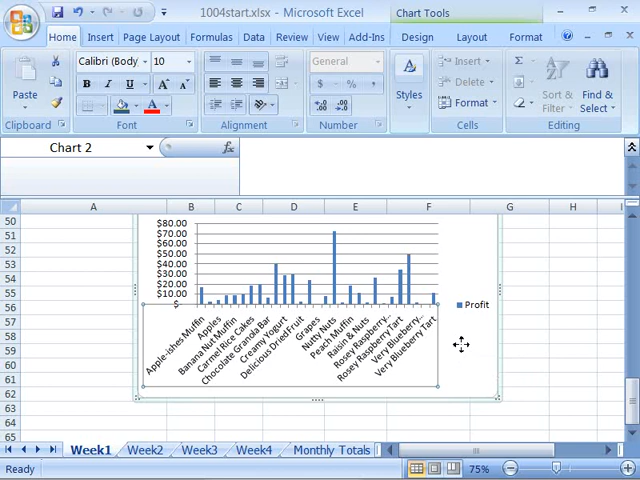 1004start.xlsx - Microsoft Excel
Chart Tools
Home Insert Page Layout Formulas Data Review View Add-Ins Design Layout Format
Paste
Clipboard
Calibri (Body 10
B I U A A
A
Font
Alignment
General
$ % ,
Number
Styles
Insert
Delete
Format
Cells
Σ
Sort & Filter
Find & Select
Editing
Chart 2
fx
A B C D E F G H I
50
51
52
53
54
55
56
57
58
59
60
61
62
63
64
65
$80.00
$70.00
$60.00
$50.00
$40.00
$30.00
$20.00
$10.00
Apple-ishes Muffin
Apples
Banana Nut Muffin
Carmel Rice Cakes
Chocolate Granola Bar
Creamy Yogurt
Delicious Dried Fruit
Grapes
Nutty Nuts
Peach Muffin
Raisin & Nuts
Rosey Raspberry...
Rosey Raspberry Tart
Very Blueberry...
Very Blueberry Tart
Profit
Week1 Week2 Week3 Week4 Monthly Totals
Ready
75%